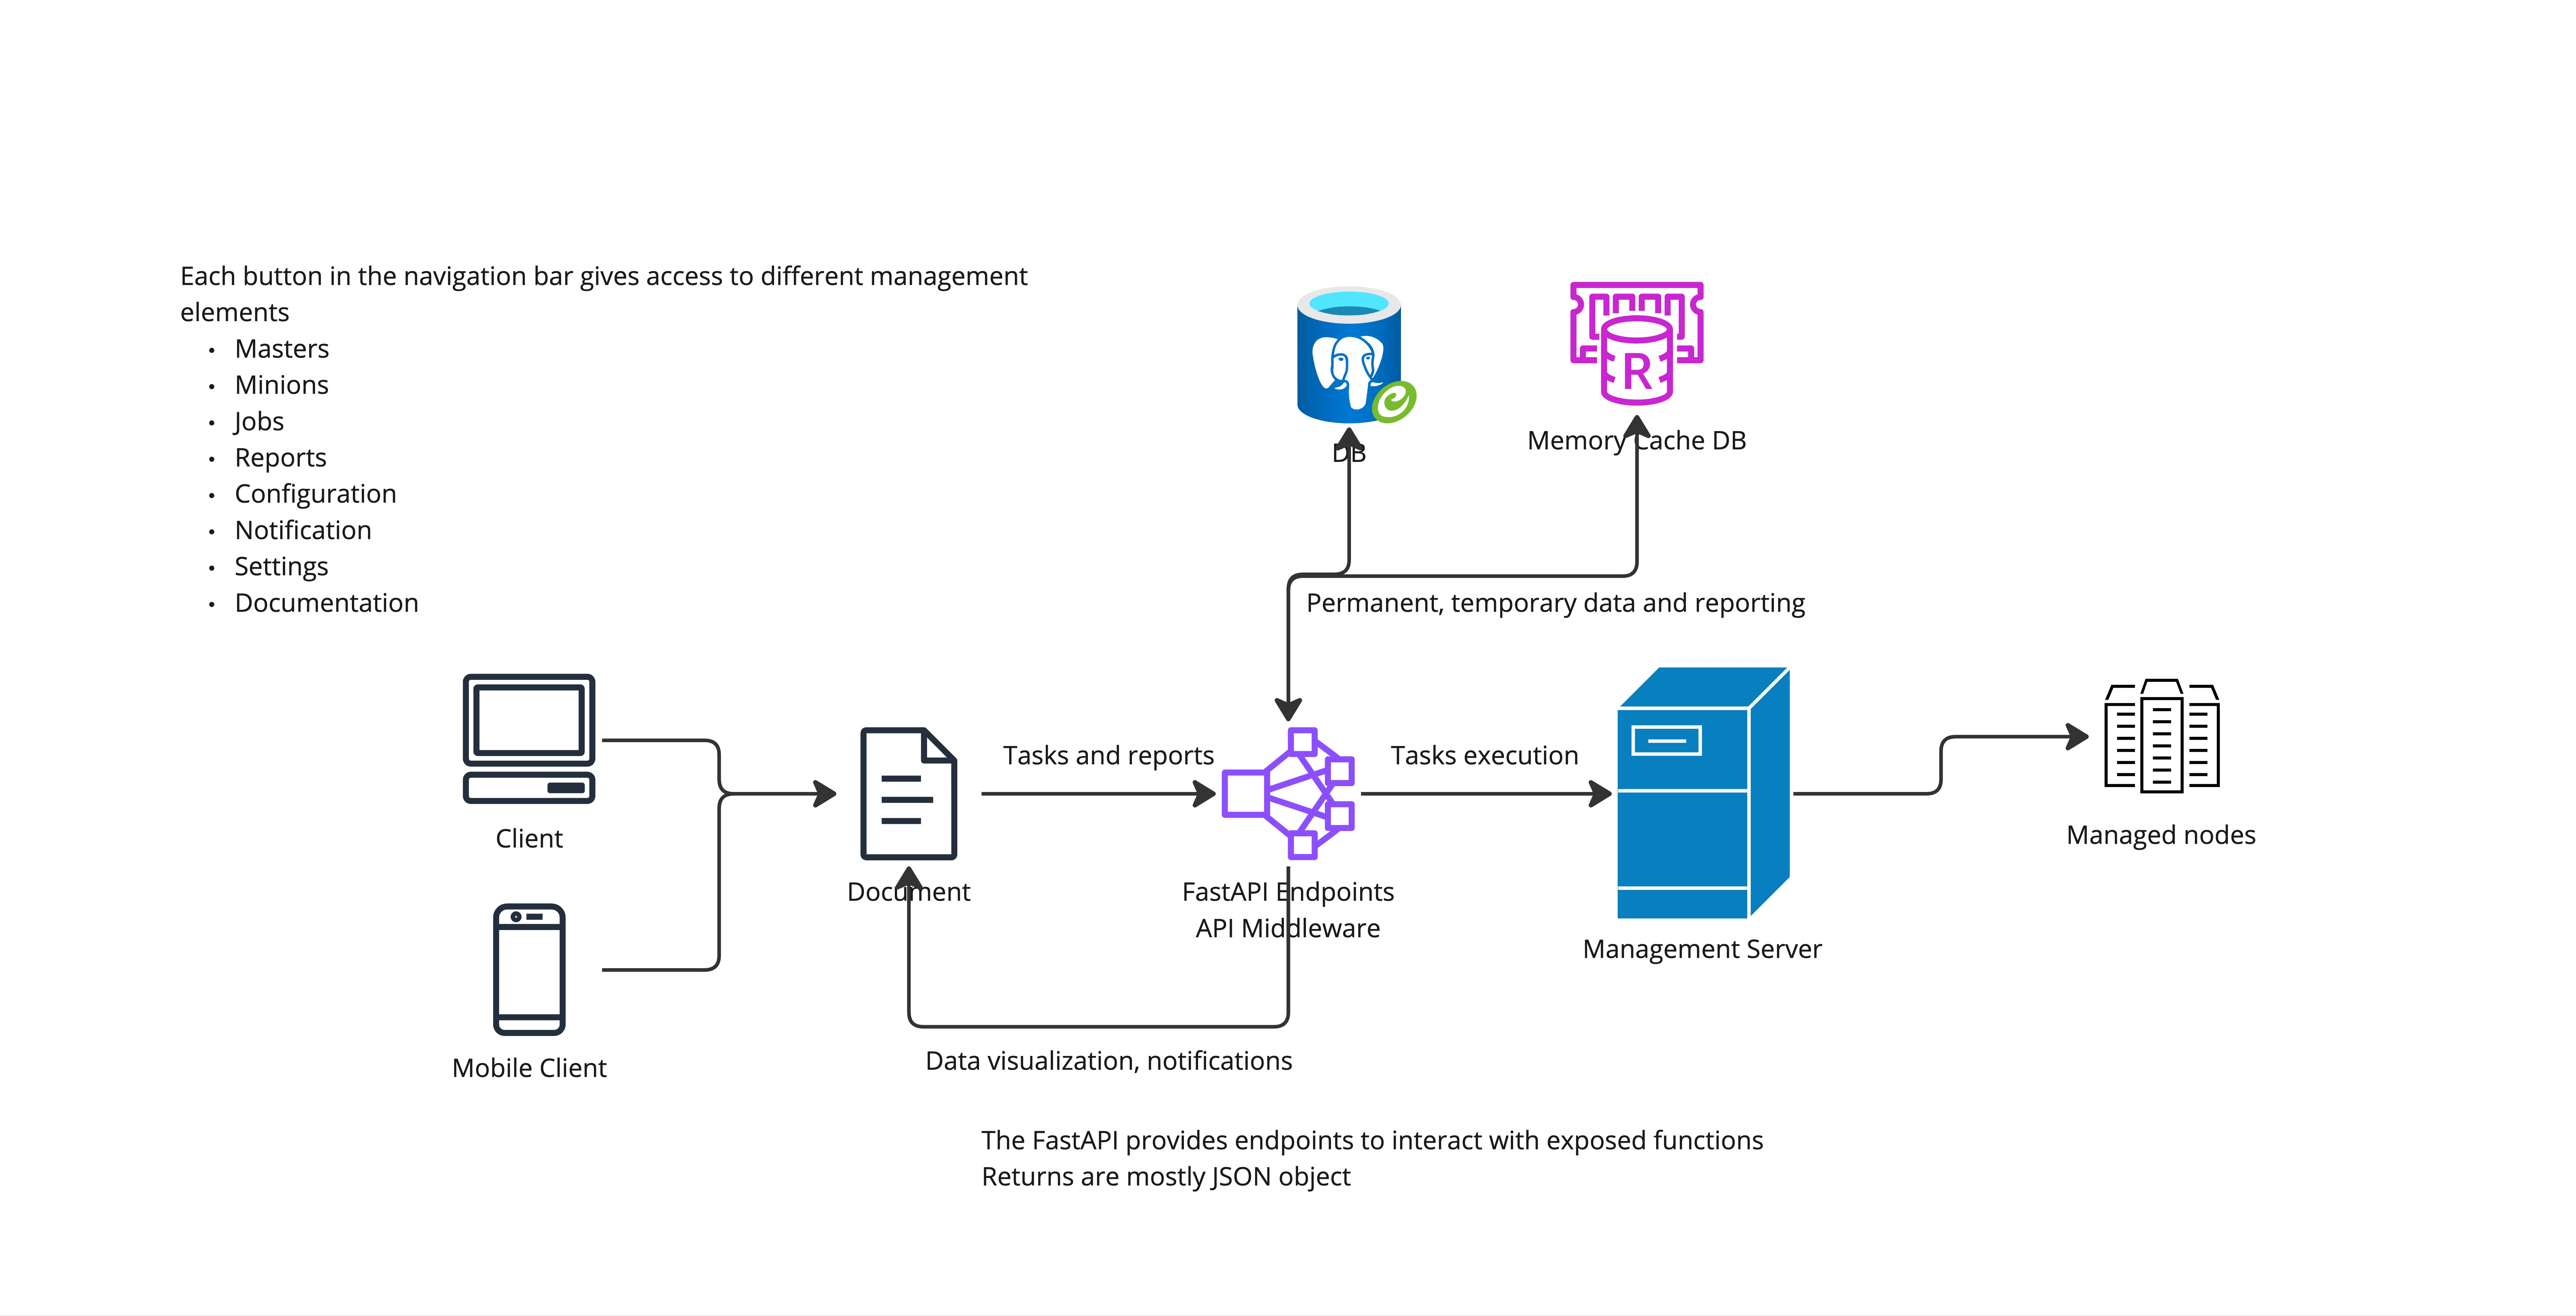 Each button in the navigation bar gives access to different management
elements
• Masters
• Minions
• Jobs
• Reports
• Configuration
• Notification
• Settings
• Documentation
R
DB
Memory Cache DB
Permanent, temporary data and reporting
Tasks and reports
Tasks execution
Client
Document
FastAPI Endpoints
API Middleware
Management Server
Managed nodes
Mobile Client
Data visualization, notifications
The FastAPI provides endpoints to interact with exposed functions
Returns are mostly JSON object